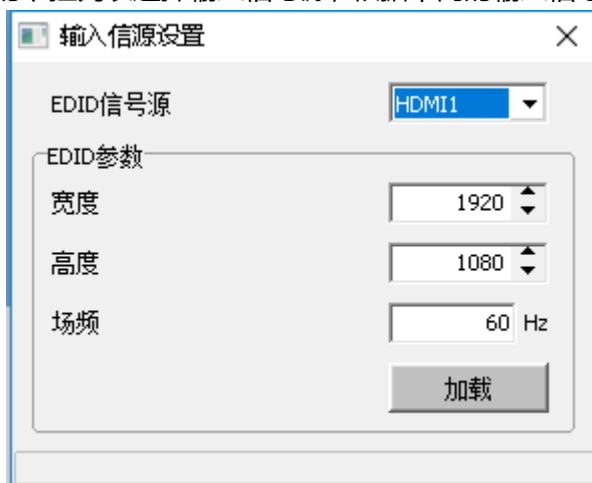 输入信源设置
EDID信号源 HDMI1
EDID参数
宽度 1920
高度 1080
场频 60 Hz
加载